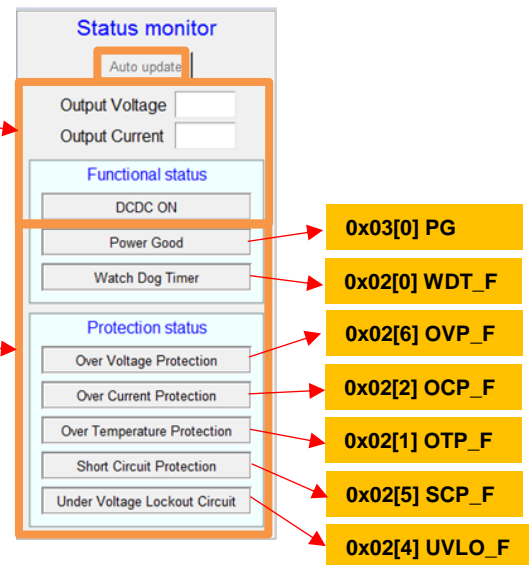 Status monitor
Auto update
Output Voltage
Output Current
Functional status
DCDC ON
Power Good
0x03[0] PG
Watch Dog Timer
0x02[0] WDT_F
Protection status
Over Voltage Protection
0x02[6] OVP_F
Over Current Protection
0x02[2] OCP_F
Over Temperature Protection
0x02[1] OTP_F
Short Circuit Protection
0x02[5] SCP_F
Under Voltage Lockout Circuit
0x02[4] UVLO_F